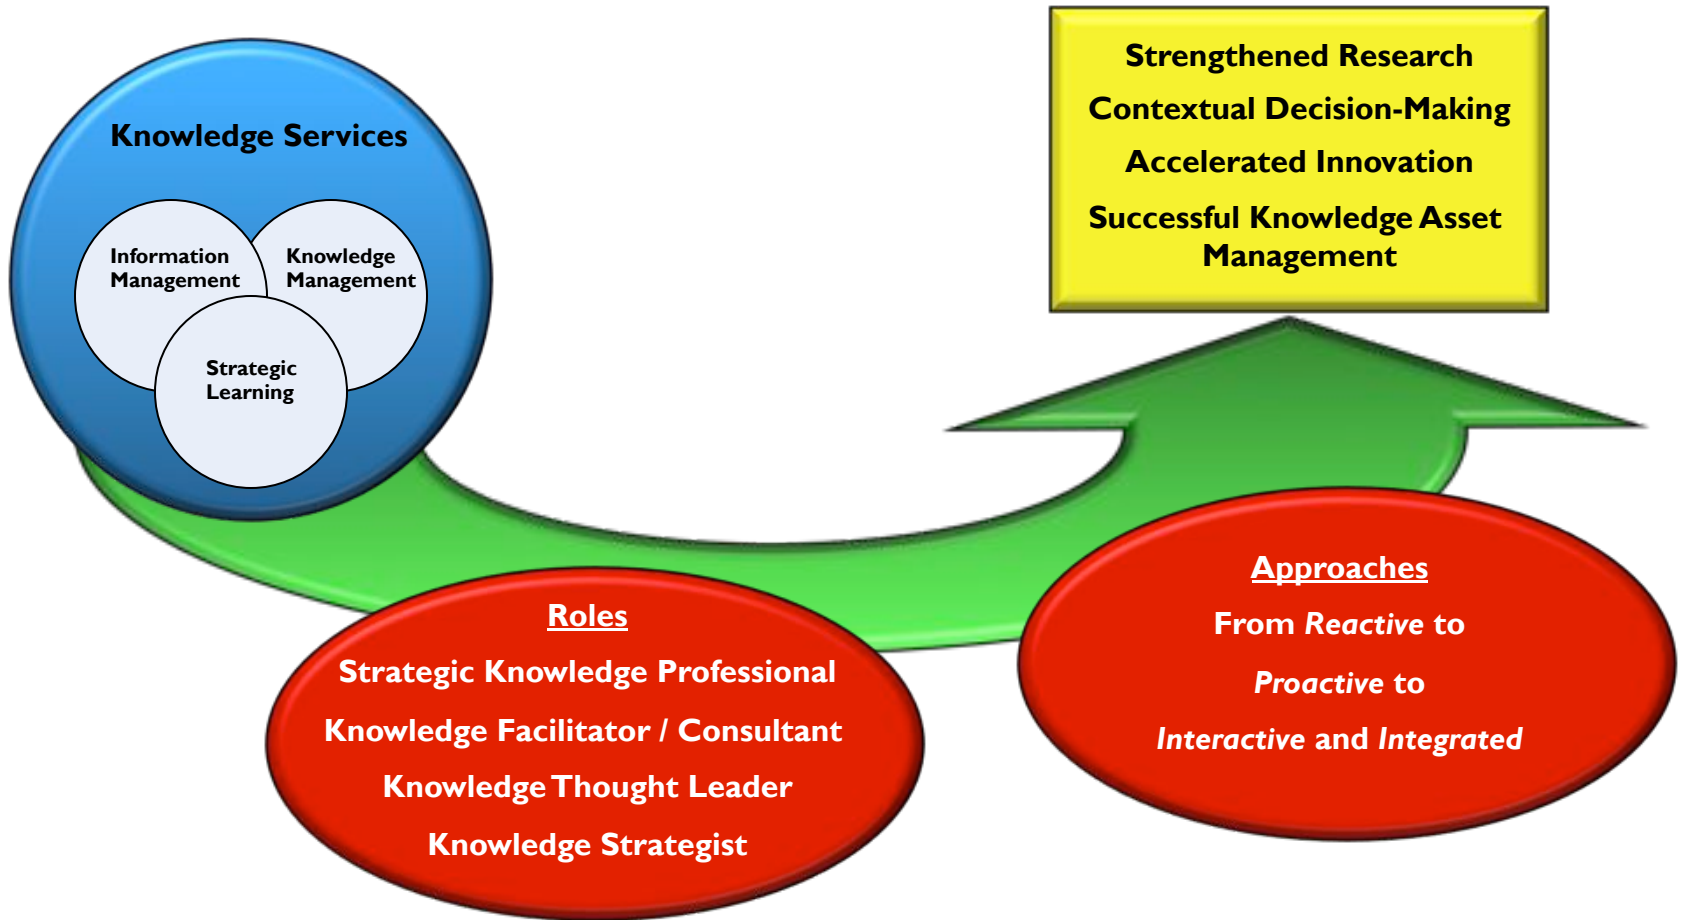 Knowledge Services
Information
Management
Knowledge
Management
Strategic
Learning
Strengthened Research
Contextual Decision-Making
Accelerated Innovation
Successful Knowledge Asset
Management
Roles
Strategic Knowledge Professional
Knowledge Facilitator / Consultant
Knowledge Thought Leader
Knowledge Strategist
Approaches
From Reactive to
Proactive to
Interactive and Integrated